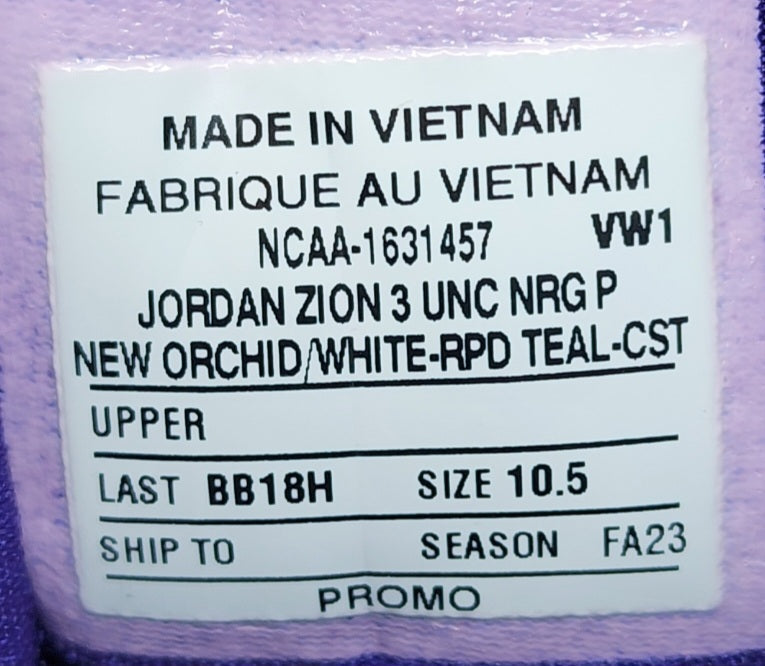 MADE IN VIETNAM
FABRIQUE AU VIETNAM
NCAA-1631457 VW1
JORDAN ZION 3 UNC NRG P
NEW ORCHID/WHITE-RPD TEAL-CST
UPPER
LAST BB18H SIZE 10.5
SHIP TO SEASON FA23
PROMO